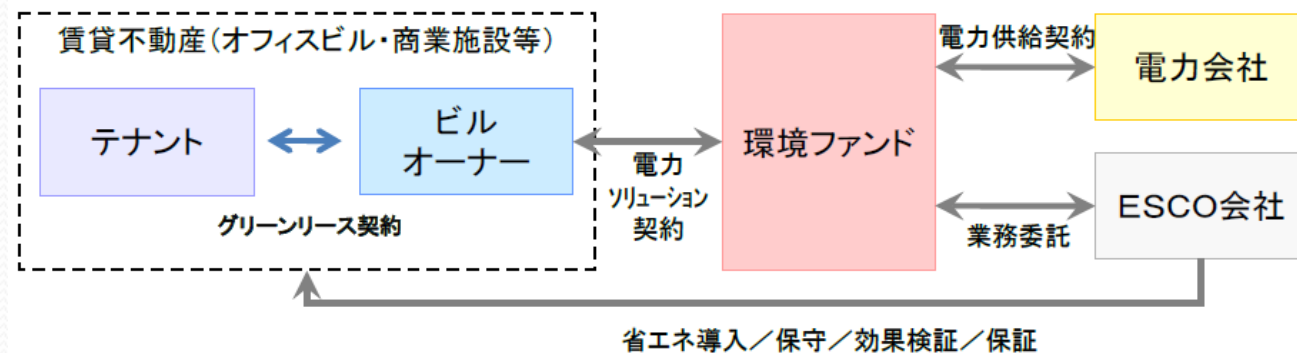 賃貸不動産(オフィスビル・商業施設等)
テナント
ビル
オーナー
グリーンリース契約
電力
ソリューション
契約
環境ファンド
電力供給契約
電力会社
業務委託
ESCO会社
省エネ導入/保守/効果検証/保証